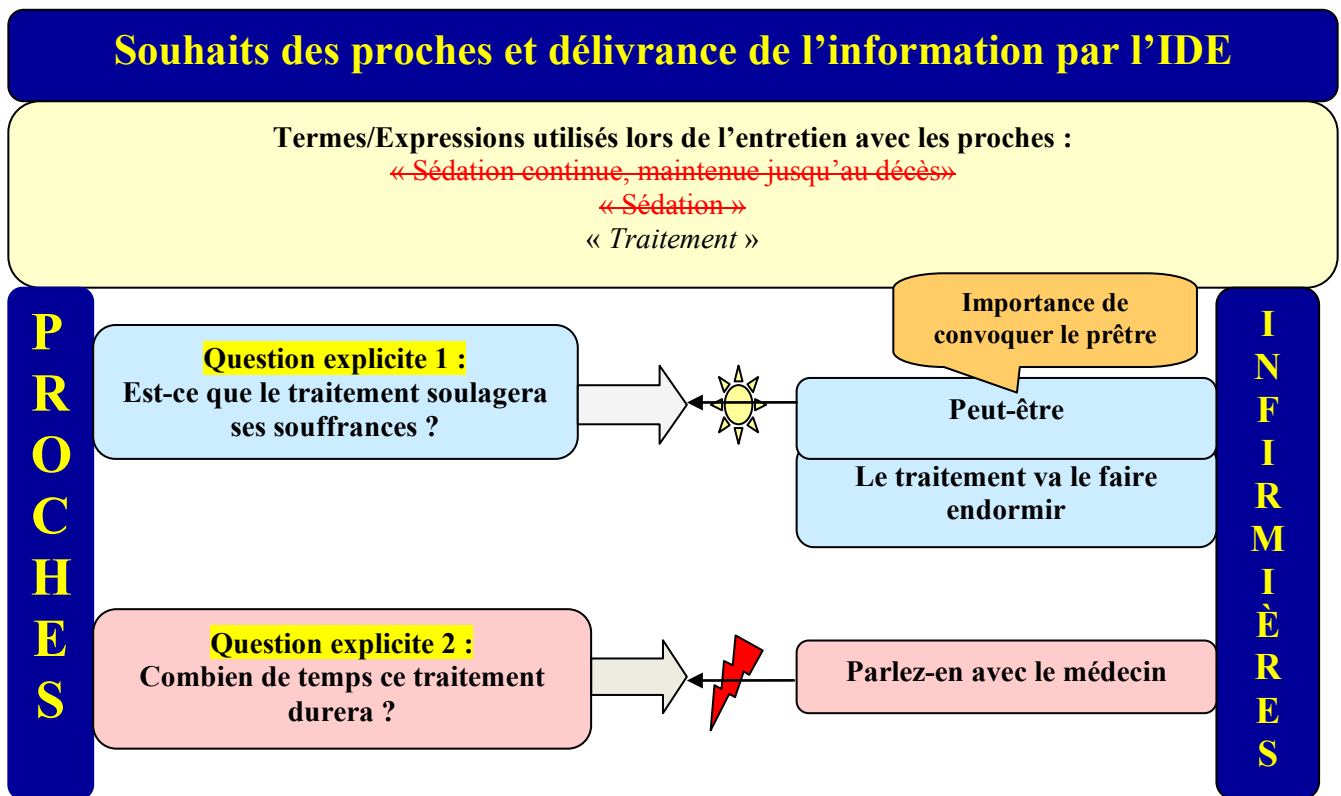 Souhaits des proches et délivrance de l’information par l’IDE
Termes/Expressions utilisés lors de l’entretien avec les proches :
« Sédation continue, maintenue jusqu’au décès»
« Sédation »
« Traitement »
PROCHES
Question explicite 1 :
Est-ce que le traitement soulagera
ses souffrances ?
Importance de
convoquer le prêtre
Peut-être
Le traitement va le faire
endormir
Question explicite 2 :
Combien de temps ce traitement
durera ?
Parlez-en avec le médecin
INFIRMIÈRES